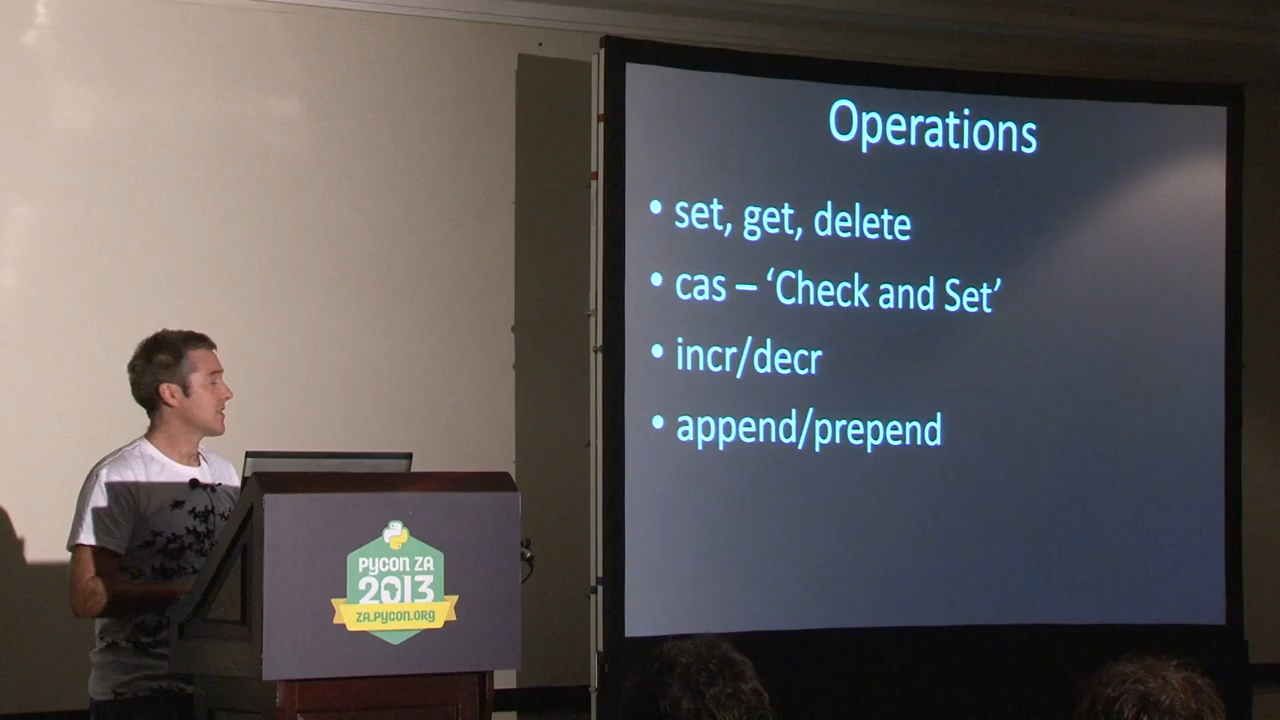 Operations
• set, get, delete
• cas – ‘Check and Set’
• incr/decr
• append/prepend
PYCON ZA
2013
ZA.PYCON.ORG